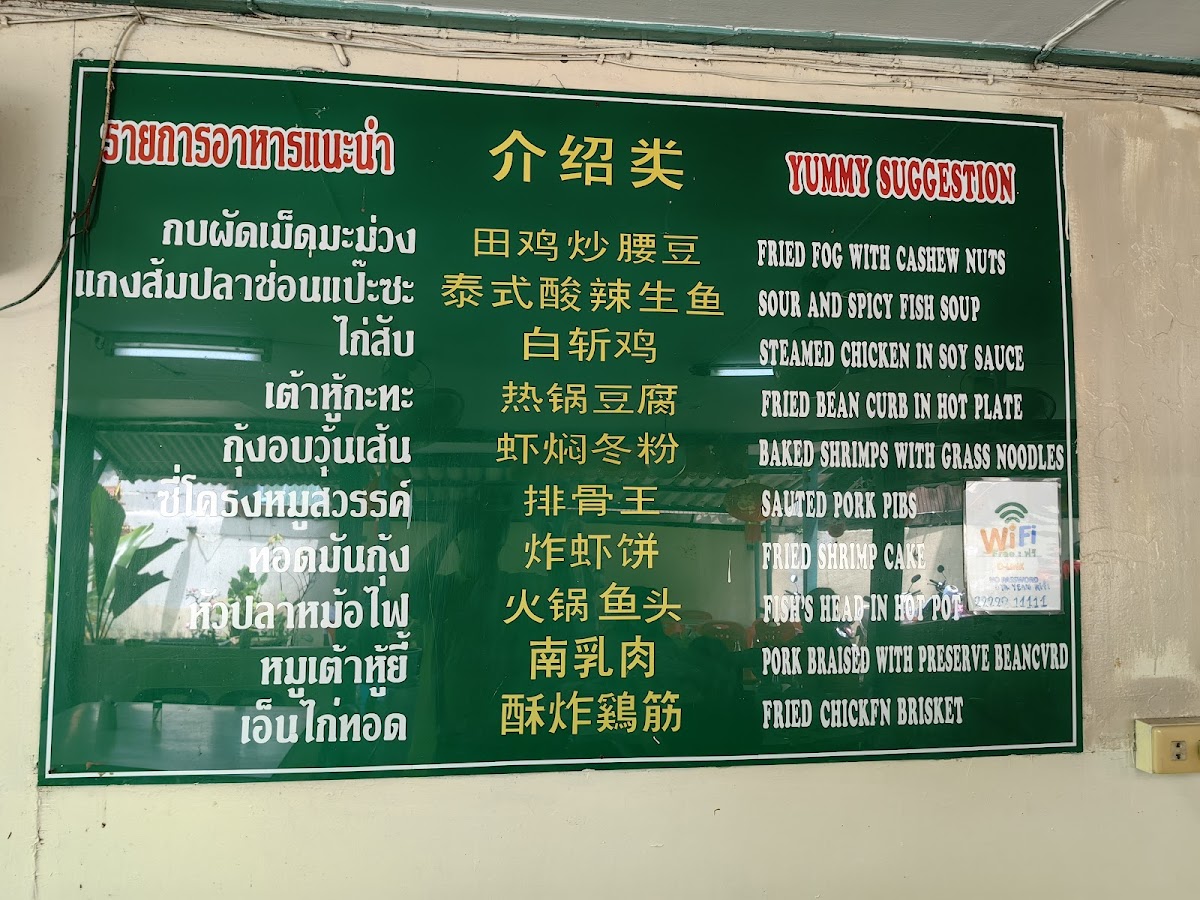 รายการอาหารแนะนำ 介绍类 YUMMY SUGGESTION
กบผัดเม็ดมะม่วง 田鸡炒腰豆 FRIED FOG WITH CASHEW NUTS
แกงส้มปลาช่อนแป๊ะซะ 泰式酸辣生鱼 SOUR AND SPICY FISH SOUP
ไก่สับ 白斩鸡 STEAMED CHICKEN IN SOY SAUCE
เต้าหู้กะทะ 热锅豆腐 FRIED BEAN CURB IN HOT PLATE
กุ้งอบวุ้นเส้น 虾焖冬粉 BAKED SHRIMPS WITH GRASS NOODLES
ซี่โครงหมูสวรรค์ 排骨王 SAUTED PORK PIBS
ทอดมันกุ้ง 炸虾饼 FRIED SHRIMP CAKE
หัวปลาหม้อไฟ 火锅鱼头 FISH'S HEAD-IN HOT POT
หมูเต้าหู้ยี้ 南乳肉 PORK BRAISED WITH PRESERVE BEANCVRD
เอ็นไก่ทอด 酥炸鷄筋 FRIED CHICKFN BRISKET
WiFi